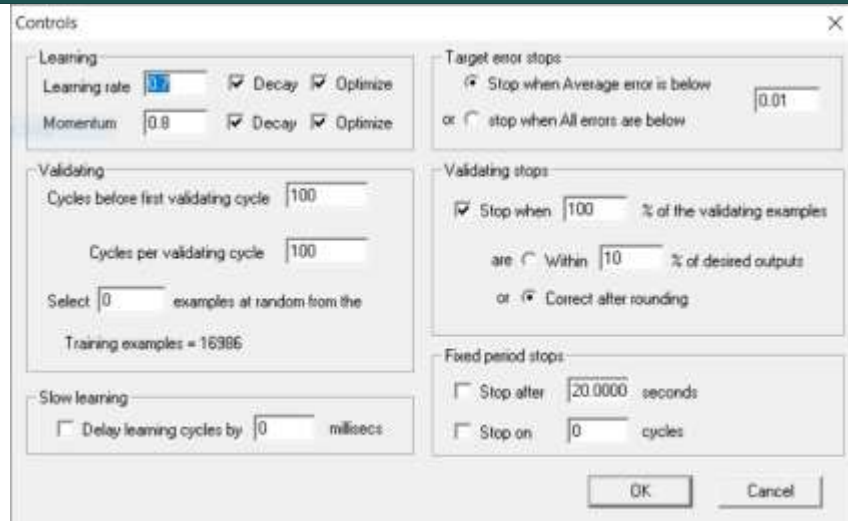 Controls
Learning
Learning rate 0.7 Decay Optimize
Momentum 0.8 Decay Optimize
Validating
Cycles before first validating cycle 100
Cycles per validating cycle 100
Select 0 examples at random from the
Training examples = 16986
Slow learning
Delay learning cycles by 0 millisecs
Target error stops
Stop when Average error is below
0.01
or stop when All errors are below
Validating stops
Stop when 100 % of the validating examples
are Within 10 % of desired outputs
or Correct after rounding
Fixed period stops
Stop after 20.0000 seconds
Stop on 0 cycles
OK Cancel